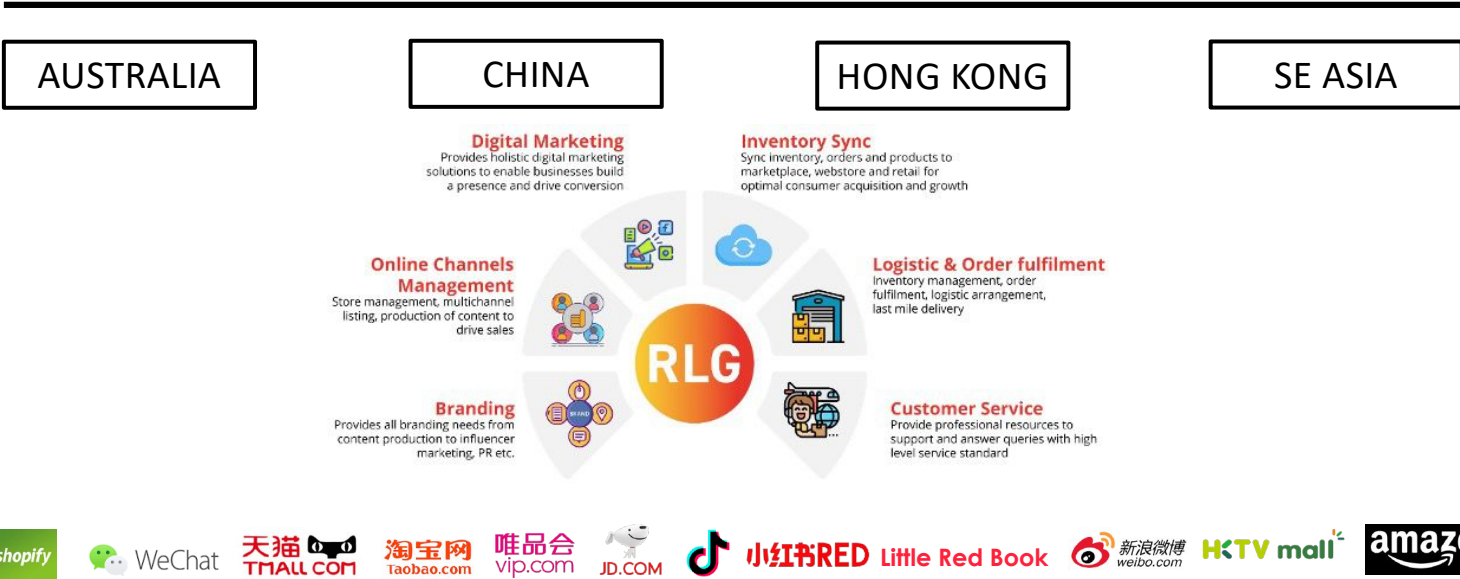 AUSTRALIA
CHINA
HONG KONG
SE ASIA
Digital Marketing
Provides holistic digital marketing
solutions to enable businesses build
a presence and drive conversion
Inventory Sync
Sync inventory, orders and products to
marketplace, webstore and retail for
optimal consumer acquisition and growth
Online Channels
Management
Store management, multichannel
listing, production of content to
drive sales
Logistic & Order fulfilment
Inventory management, order
fulfilment, logistic arrangement,
last mile delivery
RLG
Branding
Provides all branding needs from
content production to influencer
marketing, PR etc.
BRAND
Customer Service
Provide professional resources to
support and answer queries with high
level service standard
shopify
WeChat
天猫
TMALL.COM
淘宝网
Taobao.com
唯品会
vip.com
JD.COM
小红书RED Little Red Book
新浪微博
weibo.com
HKTV mall
amazo